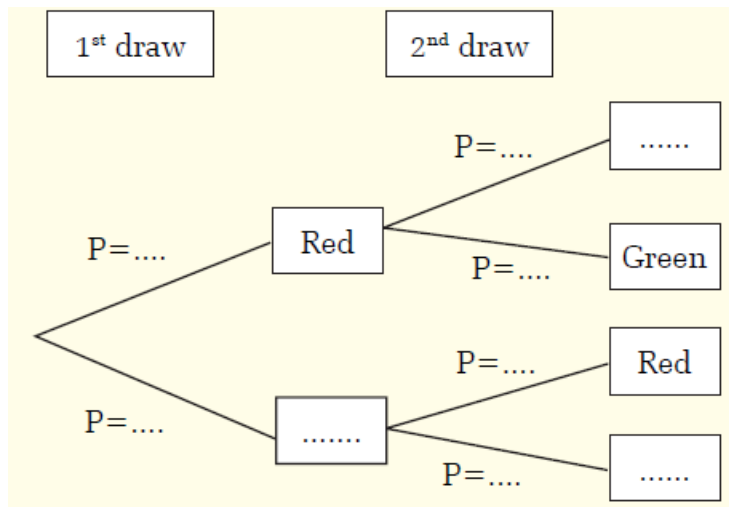 1st draw
2nd draw
P=....
......
P=....
Red
P=....
Green
P=....
.......
P=....
Red
P=....
......